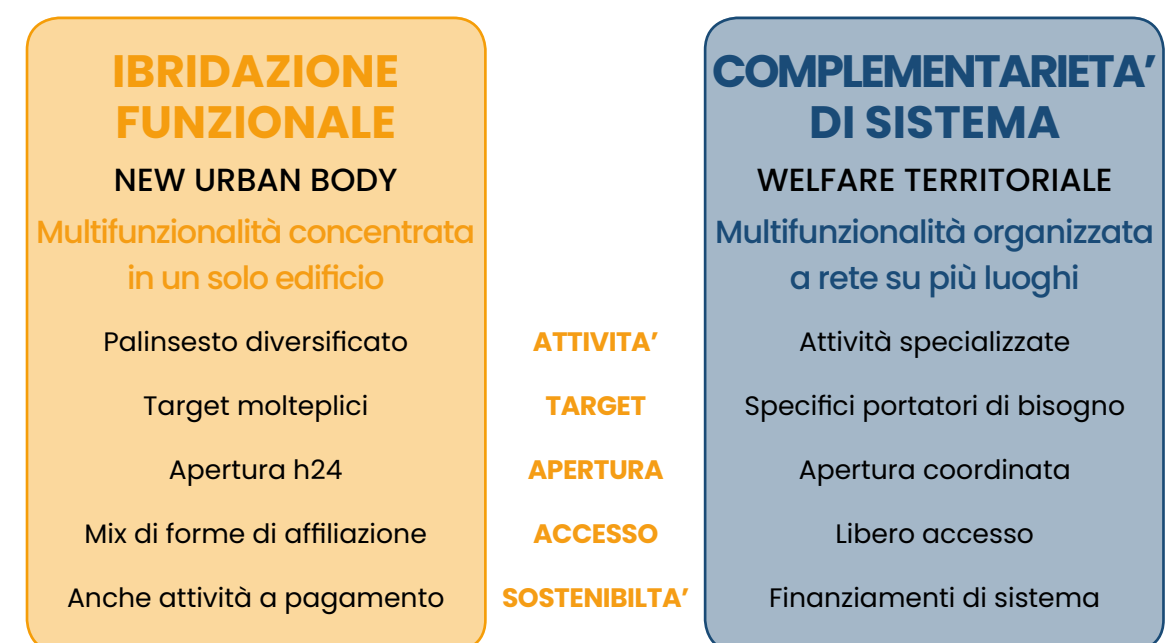 IBRIDAZIONE
FUNZIONALE
NEW URBAN BODY
Multifunzionalità concentrata
in un solo edificio
COMPLEMENTARIETA’
DI SISTEMA
WELFARE TERRITORIALE
Multifunzionalità organizzata
a rete su più luoghi
Palinsesto diversificato
ATTIVITA’
Attività specializzate
Target molteplici
TARGET
Specifici portatori di bisogno
Apertura h24
APERTURA
Apertura coordinata
Mix di forme di affiliazione
ACCESSO
Libero accesso
Anche attività a pagamento
SOSTENIBILTA’
Finanziamenti di sistema